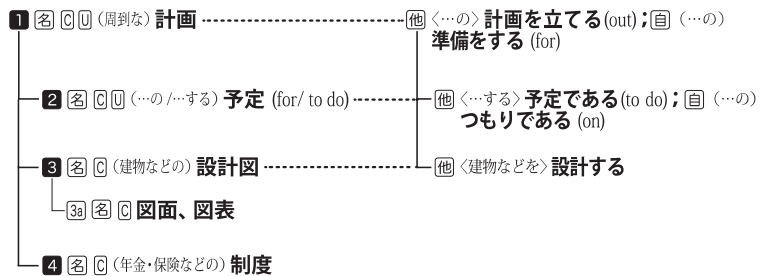 1 名 C U (周到な) 計画 他 〈…の〉 計画を立てる(out) ; 自 (…の)
準備をする (for)
2 名 C U (…の/…する) 予定 (for/ to do) 他 〈…する〉 予定である(to do) ; 自 (…の)
つもりである (on)
3 名 C (建物などの) 設計図 他 〈建物などを〉 設計する
3a 名 C 図面、図表
4 名 C (年金・保険などの) 制度